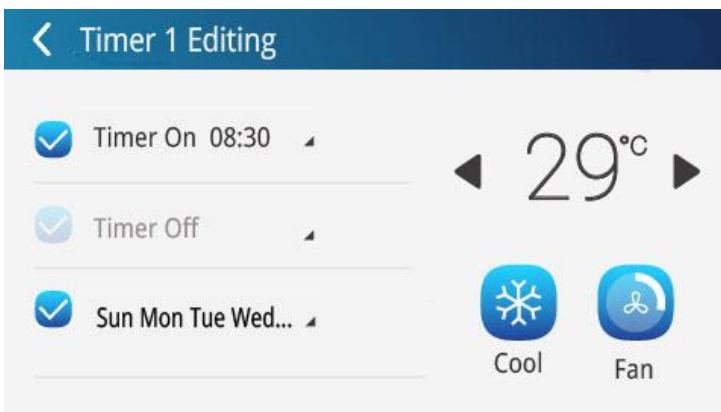 Timer 1 Editing
Timer On 08:30
Timer Off
Sun Mon Tue Wed...
29°C
Cool
Fan